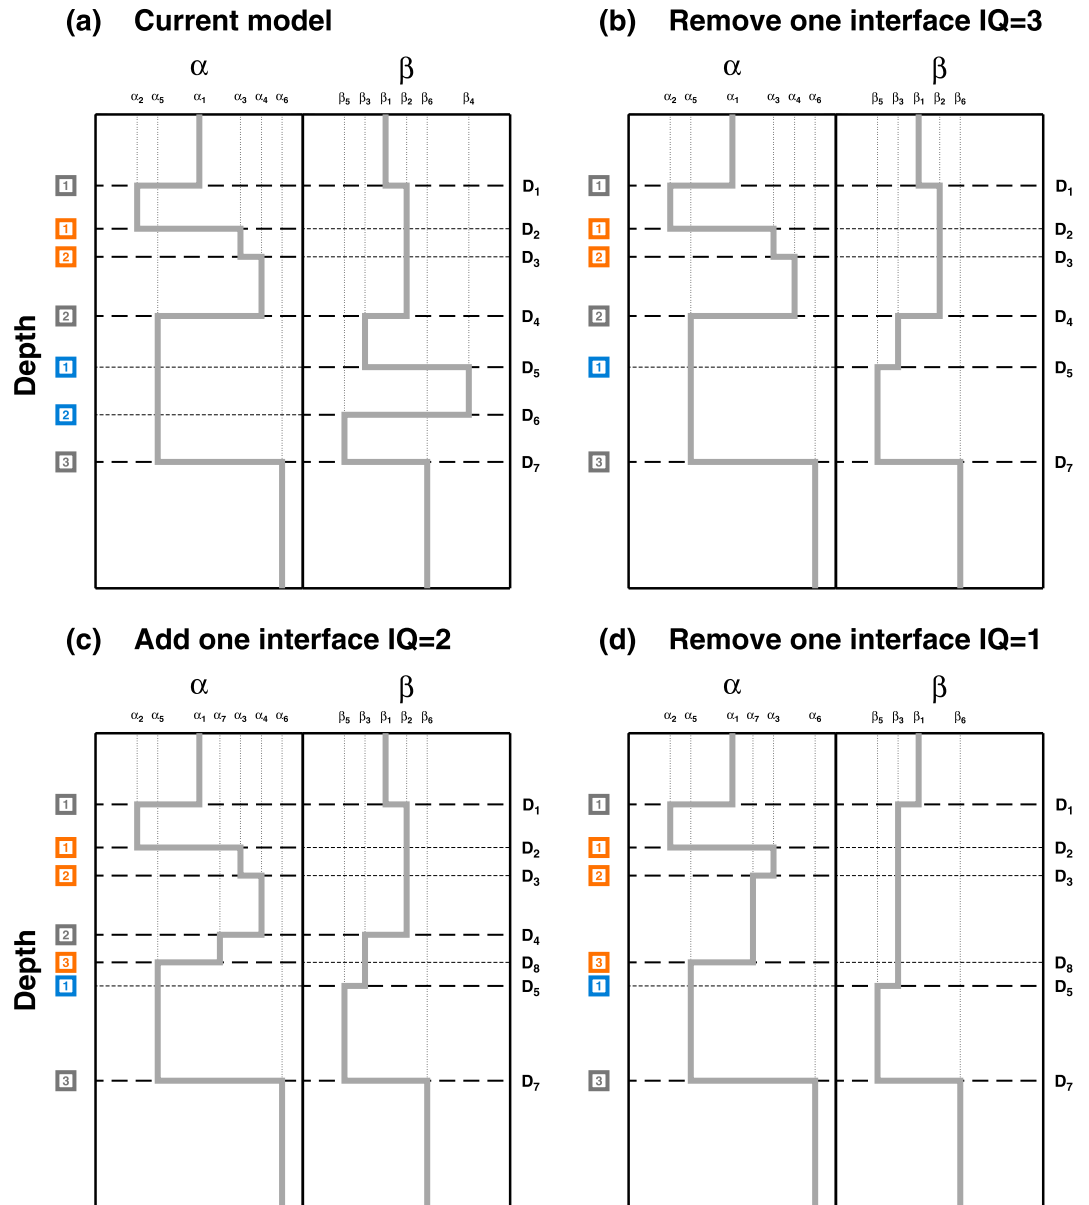 (a) Current model
α β
α2 α5 α1 α3 α4 α6 β5 β3 β1 β2 β6 β4
1 D1
1 D2
2 D3
2 D4
1 D5
2 D6
3 D7
Depth
(b) Remove one interface IQ=3
α β
α2 α5 α1 α3 α4 α6 β5 β3 β1 β2 β6
1 D1
1 D2
2 D3
2 D4
1 D5
3 D7
(c) Add one interface IQ=2
α β
α2 α5 α1 α7 α3 α4 α6 β5 β3 β1 β2 β6
1 D1
1 D2
2 D3
2 D4
3 D8
1 D5
3 D7
Depth
(d) Remove one interface IQ=1
α β
α2 α5 α1 α7 α3 α6 β5 β3 β1 β6
1 D1
1 D2
2 D3
3 D8
1 D5
3 D7